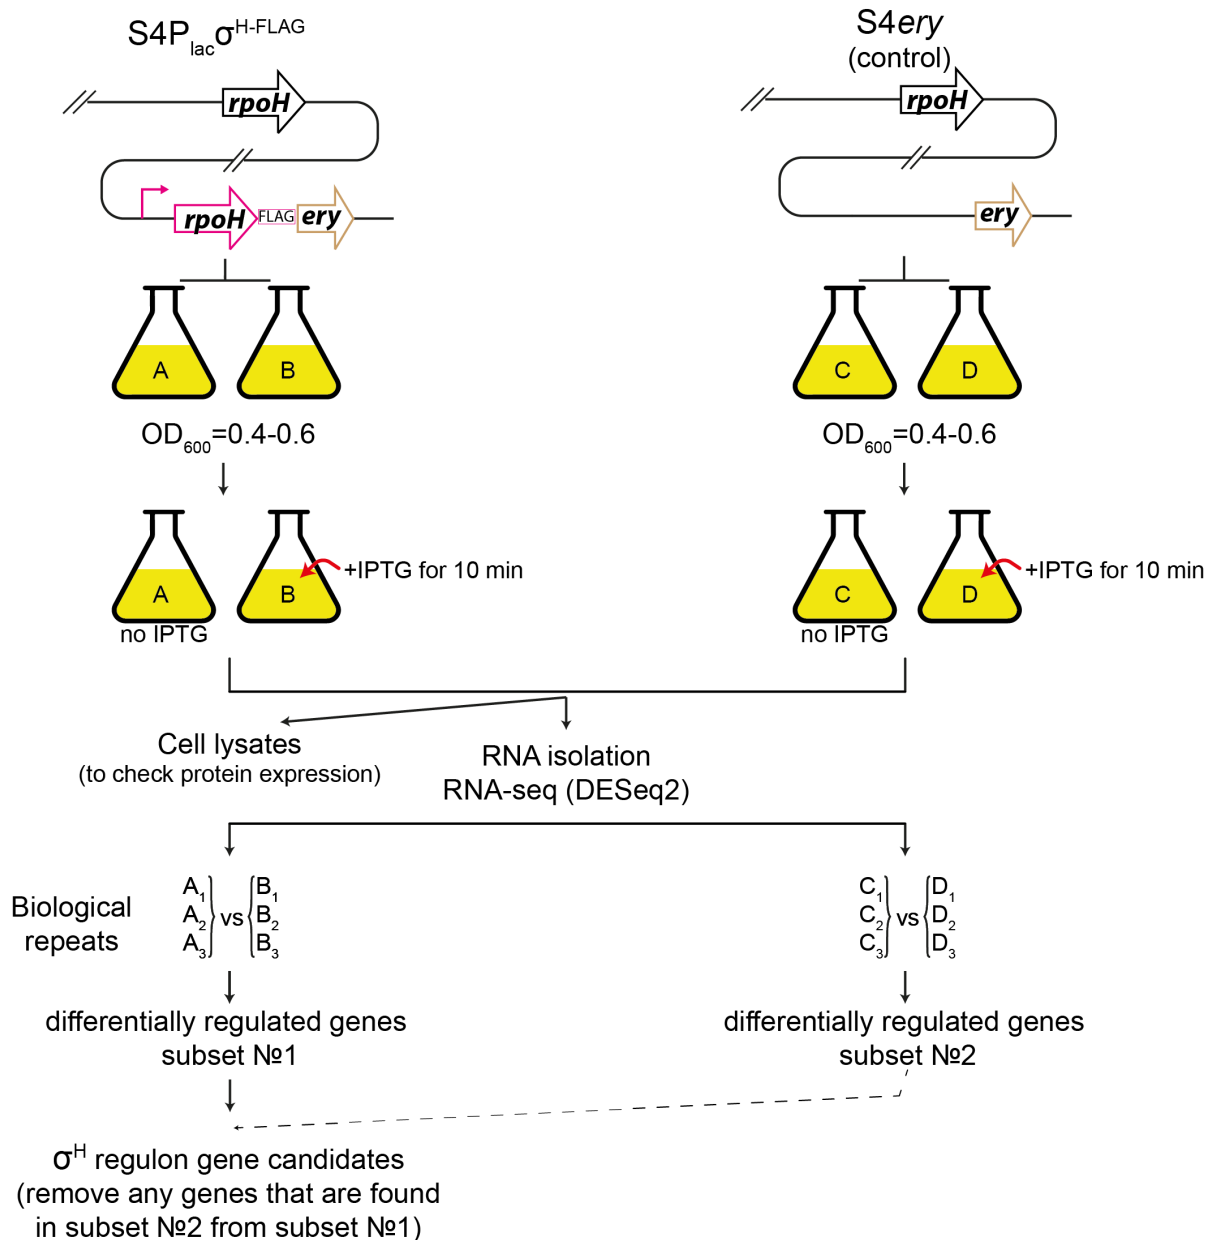 S4PlacσH-FLAG
S4ery
(control)
rpoH
rpoH
rpoH
FLAG
ery
ery
A
B
C
D
OD600=0.4-0.6
OD600=0.4-0.6
A
B
+IPTG for 10 min
C
D
+IPTG for 10 min
no IPTG
no IPTG
Cell lysates
(to check protein expression)
RNA isolation
RNA-seq (DESeq2)
Biological
repeats
A1
A2
A3
vs
B1
B2
B3
C1
C2
C3
vs
D1
D2
D3
differentially regulated genes
subset №1
differentially regulated genes
subset №2
σH regulon gene candidates
(remove any genes that are found
in subset №2 from subset №1)